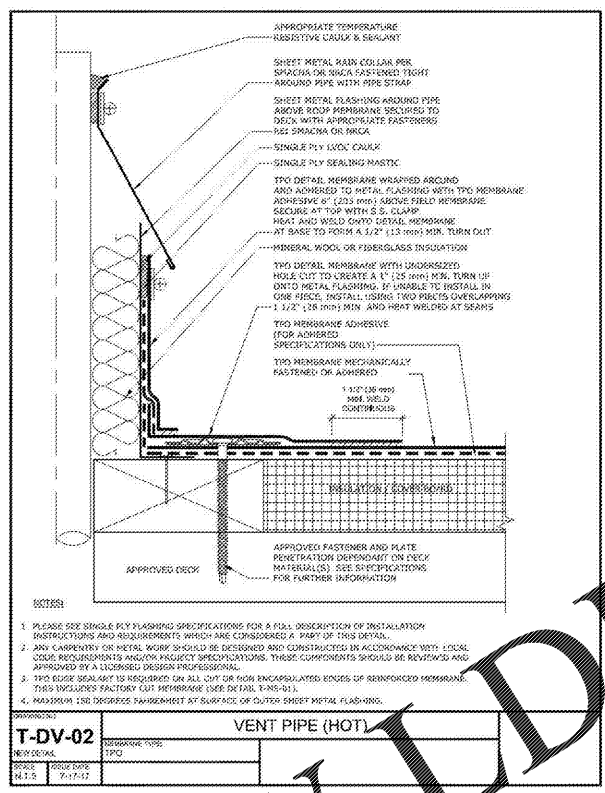 APPROPRIATE TEMPERATURE
RESISTIVE CAULK & SEALANT
SHEET METAL RAIN COLLAR PER
SMACNA OR NRCA FASTENED TIGHT
AROUND PIPE WITH PIPE STRAP
SHEET METAL FLASHING AROUND PIPE
ABOVE ROOF MEMBRANE SECURED TO
DECK WITH APPROPRIATE FASTENERS
SMACNA OR NRCA
SINGLE PLY LVOC CAULK
SINGLE PLY SEALING MASTIC
TPO DETAIL MEMBRANE WRAPPED AROUND
AND ADHERED TO METAL FLASHING WITH TPO MEMBRANE
ADHESIVE 8" (203 mm) ABOVE FIELD MEMBRANE
SECURE AT TOP WITH S.S. CLAMP
HEAT AND WELD ONTO DETAIL MEMBRANE
AT BASE TO FORM A 1/2" (13 mm) MIN. TURN OUT
MINERAL WOOL OR FIBERGLASS INSULATION
TPO DETAIL MEMBRANE WITH UNDERSIZED
HOLE CUT TO CREATE A 1" (25 mm) MIN. TURN UP
ONTO METAL FLASHING. IF UNABLE TO INSTALL IN
ONE PIECE, INSTALL USING TWO PIECES OVERLAPPING
1 1/2" (38 mm) MIN AND HEAT WELDED AT SEAMS
TPO MEMBRANE ADHESIVE
(FOR ADHERED
SPECIFICATIONS ONLY)
TPO MEMBRANE MECHANICALLY
FASTENED OR ADHERED
1 1/2" (38 mm)
MIN. WELD
CONTINUOUS
INSULATION / COVER BOARD
APPROVED DECK
APPROVED FASTENER AND PLATE
PENETRATION DEPENDANT ON DECK
MATERIAL(S). SEE SPECIFICATIONS
FOR FURTHER INFORMATION
NOTES:
1. PLEASE SEE SINGLE PLY FLASHING SPECIFICATIONS FOR A FULL DESCRIPTION OF INSTALLATION
INSTRUCTIONS AND REQUIREMENTS WHICH ARE CONSIDERED A PART OF THIS DETAIL.
2. ANY CARPENTRY OR METAL WORK SHOULD BE DESIGNED AND CONSTRUCTED IN ACCORDANCE WITH LOCAL
CODE REQUIREMENTS AND/OR PROJECT SPECIFICATIONS. THESE COMPONENTS SHOULD BE REVIEWED AND
APPROVED BY A LICENSED DESIGN PROFESSIONAL.
3. TPO EDGE SEALANT IS REQUIRED ON ALL CUT OR NON ENCAPSULATED EDGES OF REINFORCED MEMBRANE.
THIS INCLUDES FACTORY CUT MEMBRANE (SEE DETAIL T-MS-01).
4. MAXIMUM 150 DEGREES FAHRENHEIT AT SURFACE OF OUTER SHEET METAL FLASHING.
T-DV-02
NEW DETAIL
SCALE
N.T.S
ISSUE DATE
7-17-17
VENT PIPE (HOT)
MEMBRANE TYPE:
TPO